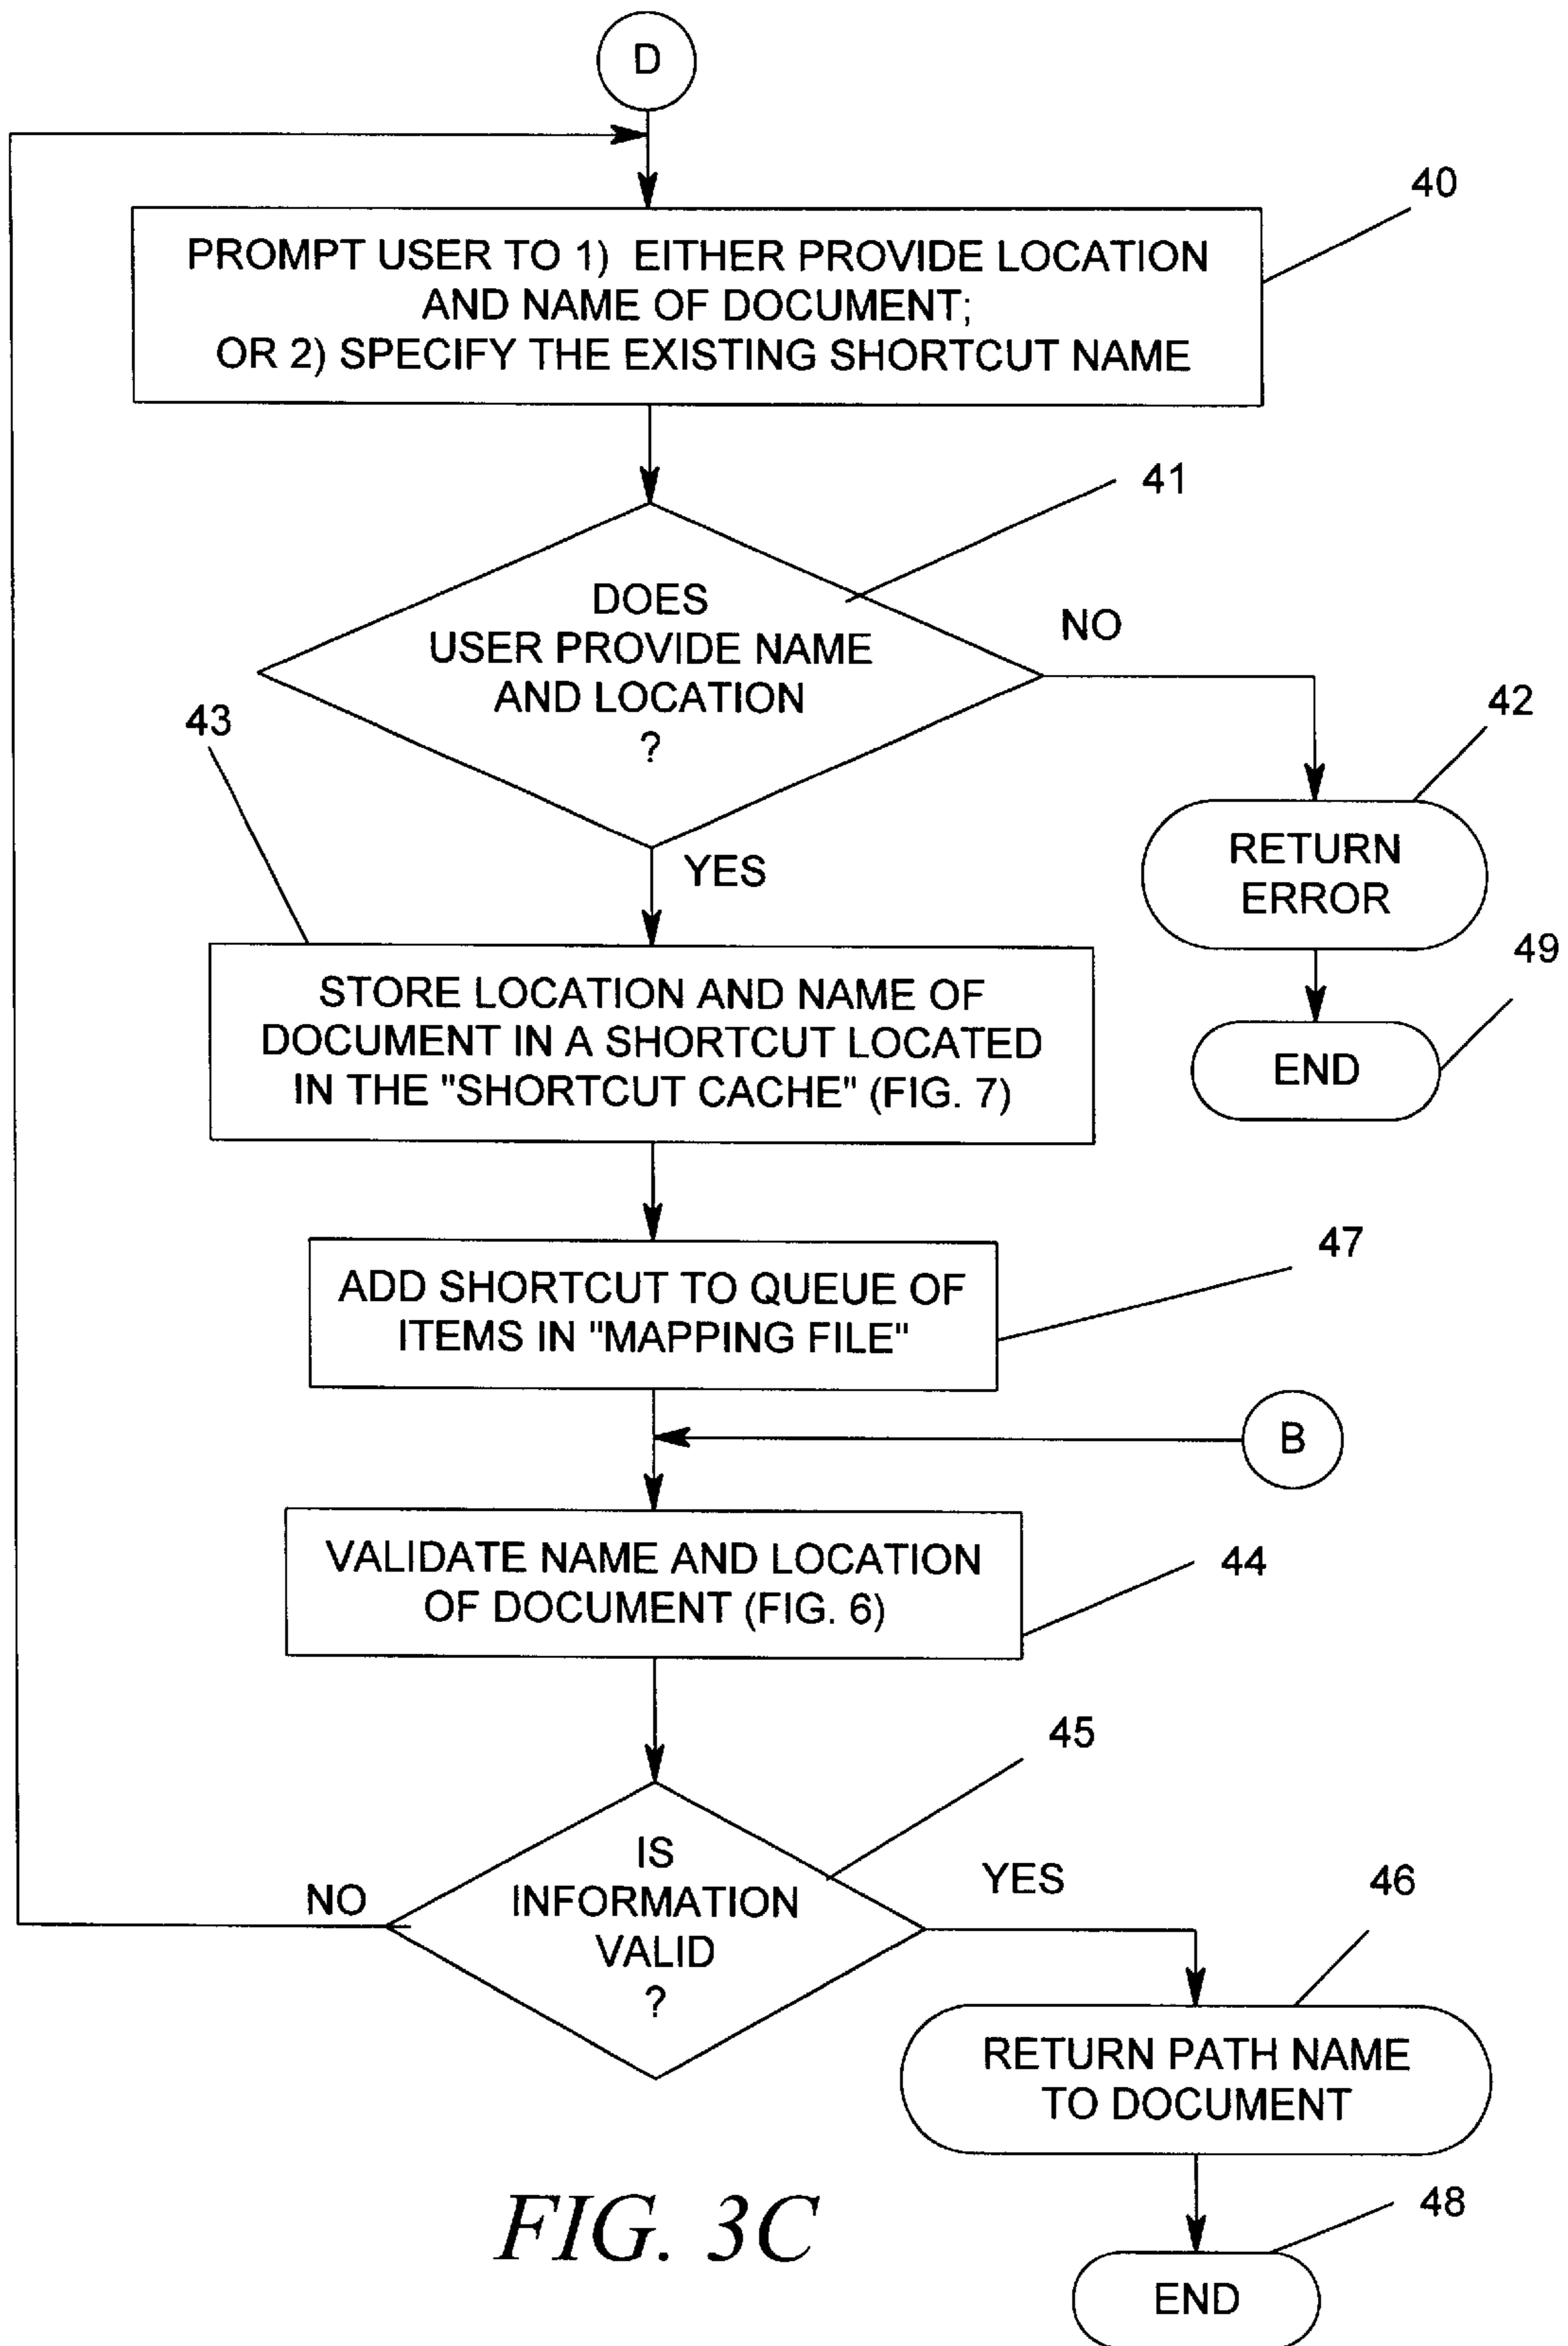 D
40
PROMPT USER TO 1) EITHER PROVIDE LOCATION
AND NAME OF DOCUMENT;
OR 2) SPECIFY THE EXISTING SHORTCUT NAME
41
DOES
USER PROVIDE NAME
AND LOCATION
?
NO
43
42
YES
RETURN
ERROR
49
STORE LOCATION AND NAME OF
DOCUMENT IN A SHORTCUT LOCATED
IN THE "SHORTCUT CACHE" (FIG. 7)
END
47
ADD SHORTCUT TO QUEUE OF
ITEMS IN "MAPPING FILE"
B
VALIDATE NAME AND LOCATION
OF DOCUMENT (FIG. 6)
44
45
IS
INFORMATION
VALID
?
NO
YES
46
RETURN PATH NAME
TO DOCUMENT
48
END
FIG. 3C